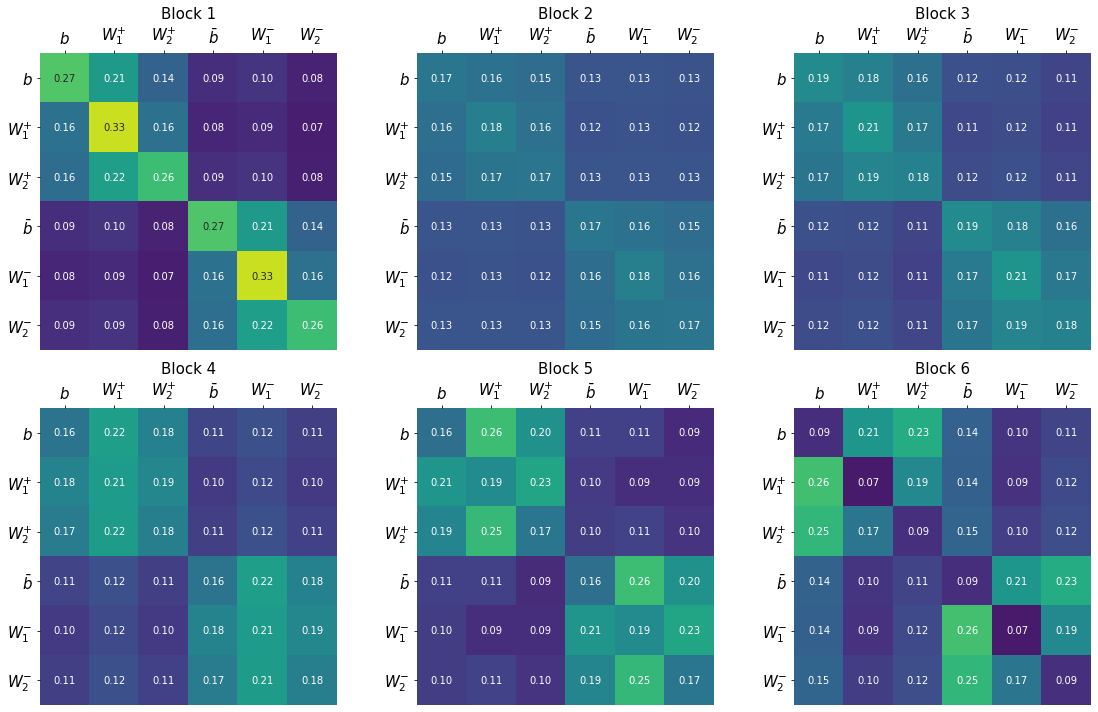 Block 1 Block 2 Block 3
b W₁⁺ W₂⁺ b̄ W₁⁻ W₂⁻ b W₁⁺ W₂⁺ b̄ W₁⁻ W₂⁻ b W₁⁺ W₂⁺ b̄ W₁⁻ W₂⁻
b 0.27 0.21 0.14 0.09 0.10 0.08 b 0.17 0.16 0.15 0.13 0.13 0.13 b 0.19 0.18 0.16 0.12 0.12 0.11
W₁⁺ 0.16 0.33 0.16 0.08 0.09 0.07 W₁⁺ 0.16 0.18 0.16 0.12 0.13 0.12 W₁⁺ 0.17 0.21 0.17 0.11 0.12 0.11
W₂⁺ 0.16 0.22 0.26 0.09 0.10 0.08 W₂⁺ 0.15 0.17 0.17 0.13 0.13 0.13 W₂⁺ 0.17 0.19 0.18 0.12 0.12 0.11
b̄ 0.09 0.10 0.08 0.27 0.21 0.14 b̄ 0.13 0.13 0.13 0.17 0.16 0.15 b̄ 0.12 0.12 0.11 0.19 0.18 0.16
W₁⁻ 0.08 0.09 0.07 0.16 0.33 0.16 W₁⁻ 0.12 0.13 0.12 0.16 0.18 0.16 W₁⁻ 0.11 0.12 0.11 0.17 0.21 0.17
W₂⁻ 0.09 0.09 0.08 0.16 0.22 0.26 W₂⁻ 0.13 0.13 0.13 0.15 0.16 0.17 W₂⁻ 0.12 0.12 0.11 0.17 0.19 0.18
Block 4 Block 5 Block 6
b W₁⁺ W₂⁺ b̄ W₁⁻ W₂⁻ b W₁⁺ W₂⁺ b̄ W₁⁻ W₂⁻ b W₁⁺ W₂⁺ b̄ W₁⁻ W₂⁻
b 0.16 0.22 0.18 0.11 0.12 0.11 b 0.16 0.26 0.20 0.11 0.11 0.09 b 0.09 0.21 0.23 0.14 0.10 0.11
W₁⁺ 0.18 0.21 0.19 0.10 0.12 0.10 W₁⁺ 0.21 0.19 0.23 0.10 0.09 0.09 W₁⁺ 0.26 0.07 0.19 0.14 0.09 0.12
W₂⁺ 0.17 0.22 0.18 0.11 0.12 0.11 W₂⁺ 0.19 0.25 0.17 0.10 0.11 0.10 W₂⁺ 0.25 0.17 0.09 0.15 0.10 0.12
b̄ 0.11 0.12 0.11 0.16 0.22 0.18 b̄ 0.11 0.11 0.09 0.16 0.26 0.20 b̄ 0.14 0.10 0.11 0.09 0.21 0.23
W₁⁻ 0.10 0.12 0.10 0.18 0.21 0.19 W₁⁻ 0.10 0.09 0.09 0.21 0.19 0.23 W₁⁻ 0.14 0.09 0.12 0.26 0.07 0.19
W₂⁻ 0.11 0.12 0.11 0.17 0.21 0.18 W₂⁻ 0.10 0.11 0.10 0.19 0.25 0.17 W₂⁻ 0.15 0.10 0.12 0.25 0.17 0.09